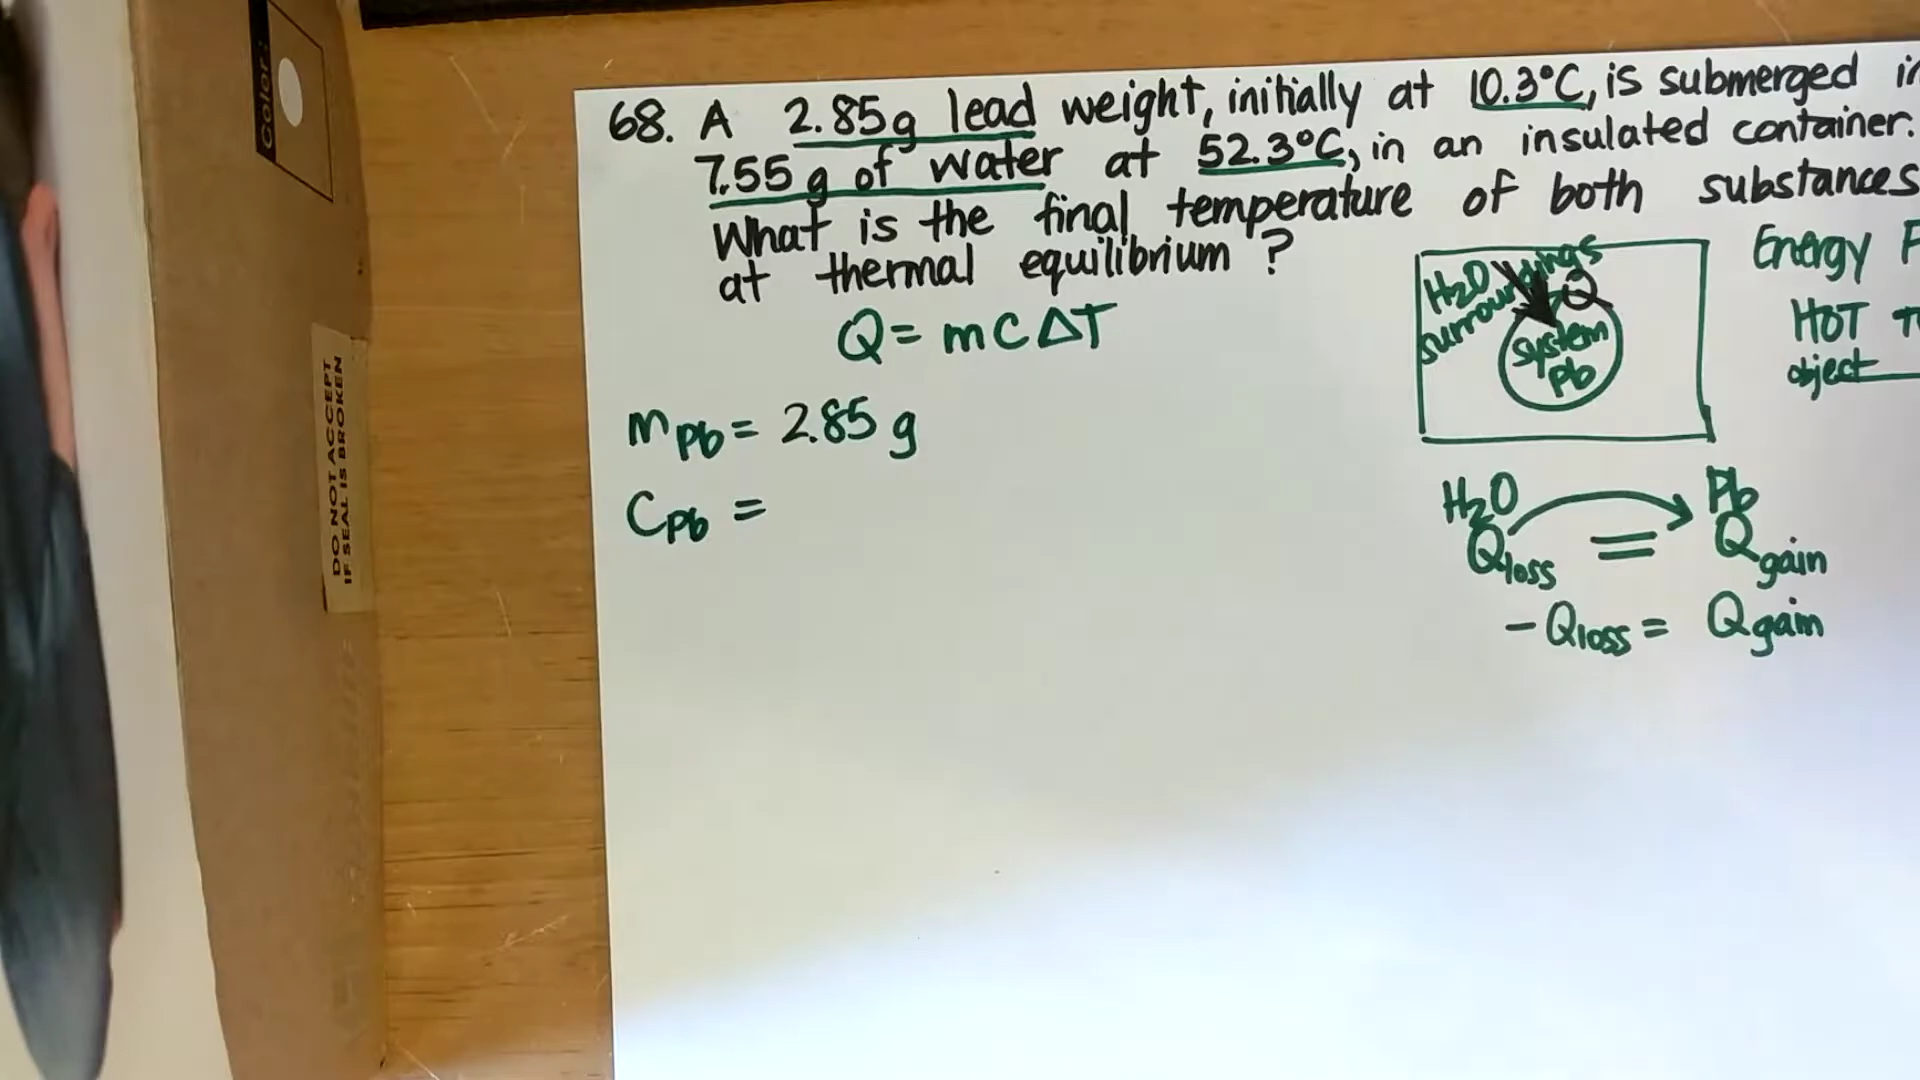 Color:
DO NOT ACCEPT
IF SEAL IS BROKEN
68. A 2.85g lead weight, initially at 10.3°C, is submerged in
7.55 g of water at 52.3°C, in an insulated container.
What is the final temperature of both substances
at thermal equilibrium ?
Q = mCΔT
mPb = 2.85 g
CPb =
H2O
surroundings
Q
system
Pb
Energy F
HOT
object
H2O Pb
Qloss = Qgain
- Qloss = Qgain